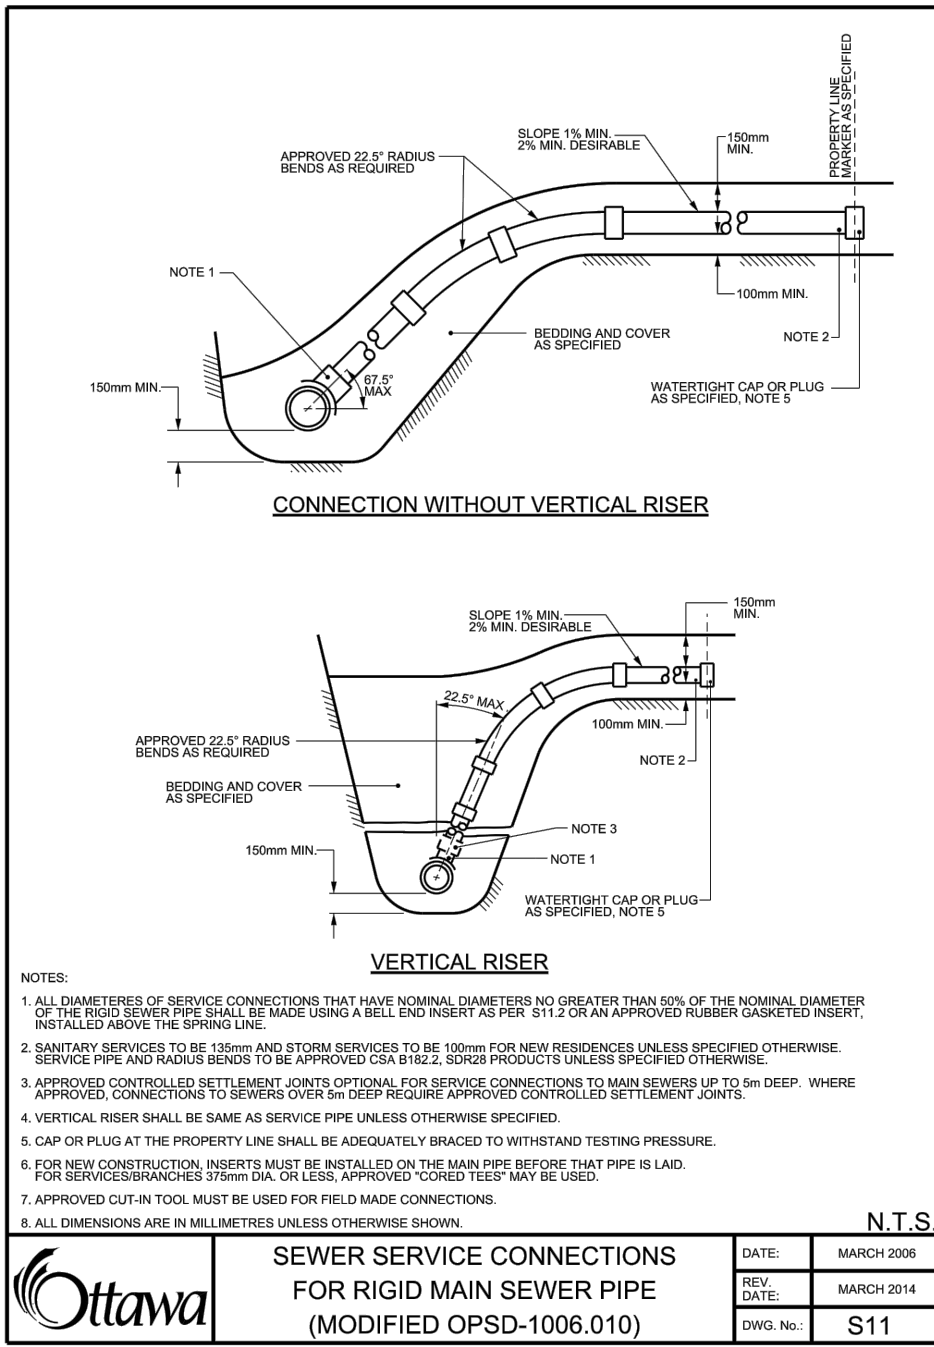 PROPERTY LINE
MARKER AS SPECIFIED
SLOPE 1% MIN.
2% MIN. DESIRABLE
150mm
MIN.
APPROVED 22.5° RADIUS
BENDS AS REQUIRED
NOTE 1
100mm MIN.
BEDDING AND COVER
AS SPECIFIED
NOTE 2
150mm MIN.
67.5°
MAX
WATERTIGHT CAP OR PLUG
AS SPECIFIED, NOTE 5
CONNECTION WITHOUT VERTICAL RISER
150mm
MIN.
SLOPE 1% MIN.
2% MIN. DESIRABLE
22.5° MAX.
100mm MIN.
APPROVED 22.5° RADIUS
BENDS AS REQUIRED
NOTE 2
BEDDING AND COVER
AS SPECIFIED
NOTE 3
150mm MIN.
NOTE 1
WATERTIGHT CAP OR PLUG
AS SPECIFIED, NOTE 5
VERTICAL RISER
NOTES:
1. ALL DIAMETERES OF SERVICE CONNECTIONS THAT HAVE NOMINAL DIAMETERS NO GREATER THAN 50% OF THE NOMINAL DIAMETER
OF THE RIGID SEWER PIPE SHALL BE MADE USING A BELL END INSERT AS PER S11.2 OR AN APPROVED RUBBER GASKETED INSERT,
INSTALLED ABOVE THE SPRING LINE.
2. SANITARY SERVICES TO BE 135mm AND STORM SERVICES TO BE 100mm FOR NEW RESIDENCES UNLESS SPECIFIED OTHERWISE.
SERVICE PIPE AND RADIUS BENDS TO BE APPROVED CSA B182.2, SDR28 PRODUCTS UNLESS SPECIFIED OTHERWISE.
3. APPROVED CONTROLLED SETTLEMENT JOINTS OPTIONAL FOR SERVICE CONNECTIONS TO MAIN SEWERS UP TO 5m DEEP. WHERE
APPROVED, CONNECTIONS TO SEWERS OVER 5m DEEP REQUIRE APPROVED CONTROLLED SETTLEMENT JOINTS.
4. VERTICAL RISER SHALL BE SAME AS SERVICE PIPE UNLESS OTHERWISE SPECIFIED.
5. CAP OR PLUG AT THE PROPERTY LINE SHALL BE ADEQUATELY BRACED TO WITHSTAND TESTING PRESSURE.
6. FOR NEW CONSTRUCTION, INSERTS MUST BE INSTALLED ON THE MAIN PIPE BEFORE THAT PIPE IS LAID.
FOR SERVICES/BRANCHES 375mm DIA. OR LESS, APPROVED "CORED TEES" MAY BE USED.
7. APPROVED CUT-IN TOOL MUST BE USED FOR FIELD MADE CONNECTIONS.
8. ALL DIMENSIONS ARE IN MILLIMETRES UNLESS OTHERWISE SHOWN.
N.T.S.
Ottawa
SEWER SERVICE CONNECTIONS
FOR RIGID MAIN SEWER PIPE
(MODIFIED OPSD-1006.010)
DATE: MARCH 2006
REV.
DATE: MARCH 2014
DWG. No.: S11